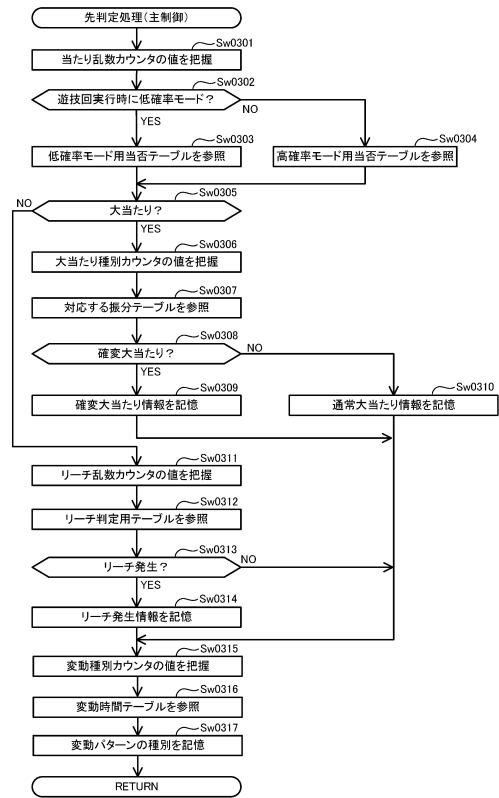 先判定処理(主制御)
Sw0301
当たり乱数カウンタの値を把握
Sw0302
遊技回実行時に低確率モード？
NO
YES
Sw0303
低確率モード用当否テーブルを参照
Sw0304
高確率モード用当否テーブルを参照
Sw0305
NO
大当たり？
YES
Sw0306
大当たり種別カウンタの値を把握
Sw0307
対応する振分テーブルを参照
Sw0308
確変大当たり？
NO
YES
Sw0309
確変大当たり情報を記憶
Sw0310
通常大当たり情報を記憶
Sw0311
リーチ乱数カウンタの値を把握
Sw0312
リーチ判定用テーブルを参照
Sw0313
リーチ発生？
NO
YES
Sw0314
リーチ発生情報を記憶
Sw0315
変動種別カウンタの値を把握
Sw0316
変動時間テーブルを参照
Sw0317
変動パターンの種別を記憶
RETURN